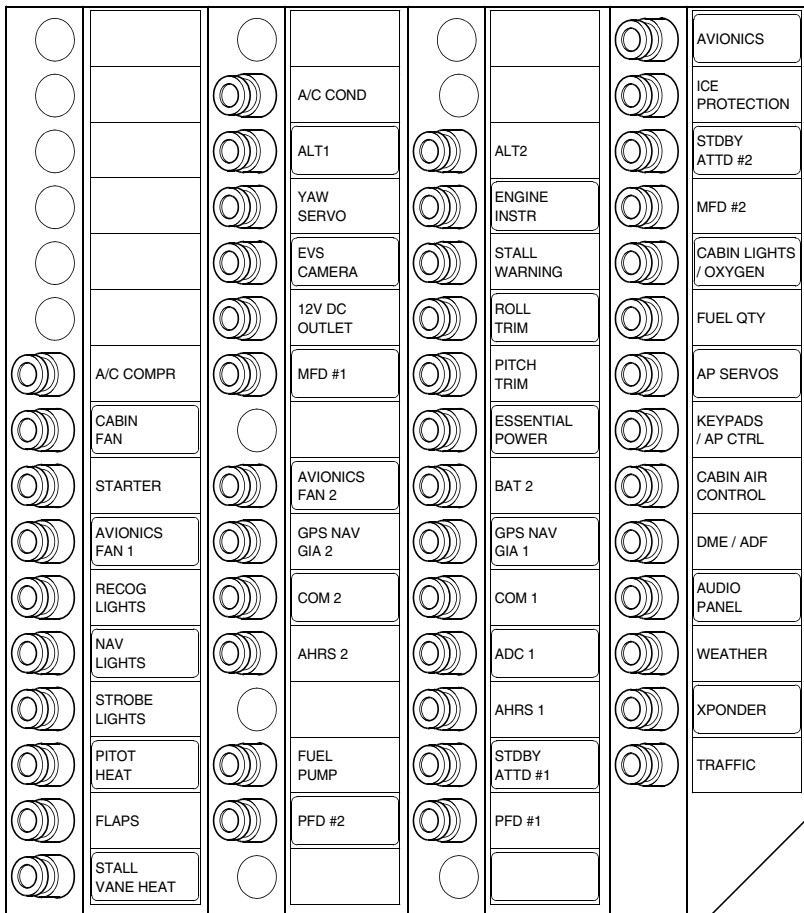 A/C COMPR
CABIN
FAN
STARTER
AVIONICS
FAN 1
RECOG
LIGHTS
NAV
LIGHTS
STROBE
LIGHTS
PITOT
HEAT
FLAPS
STALL
VANE HEAT
A/C COND
ALT1
YAW
SERVO
EVS
CAMERA
12V DC
OUTLET
MFD #1
AVIONICS
FAN 2
GPS NAV
GIA 2
COM 2
AHRS 2
FUEL
PUMP
PFD #2
ALT2
ENGINE
INSTR
STALL
WARNING
ROLL
TRIM
PITCH
TRIM
ESSENTIAL
POWER
BAT 2
GPS NAV
GIA 1
COM 1
ADC 1
AHRS 1
STDBY
ATTD #1
PFD #1
AVIONICS
ICE
PROTECTION
STDBY
ATTD #2
MFD #2
CABIN LIGHTS
/ OXYGEN
FUEL QTY
AP SERVOS
KEYPADS
/ AP CTRL
CABIN AIR
CONTROL
DME / ADF
AUDIO
PANEL
WEATHER
XPONDER
TRAFFIC